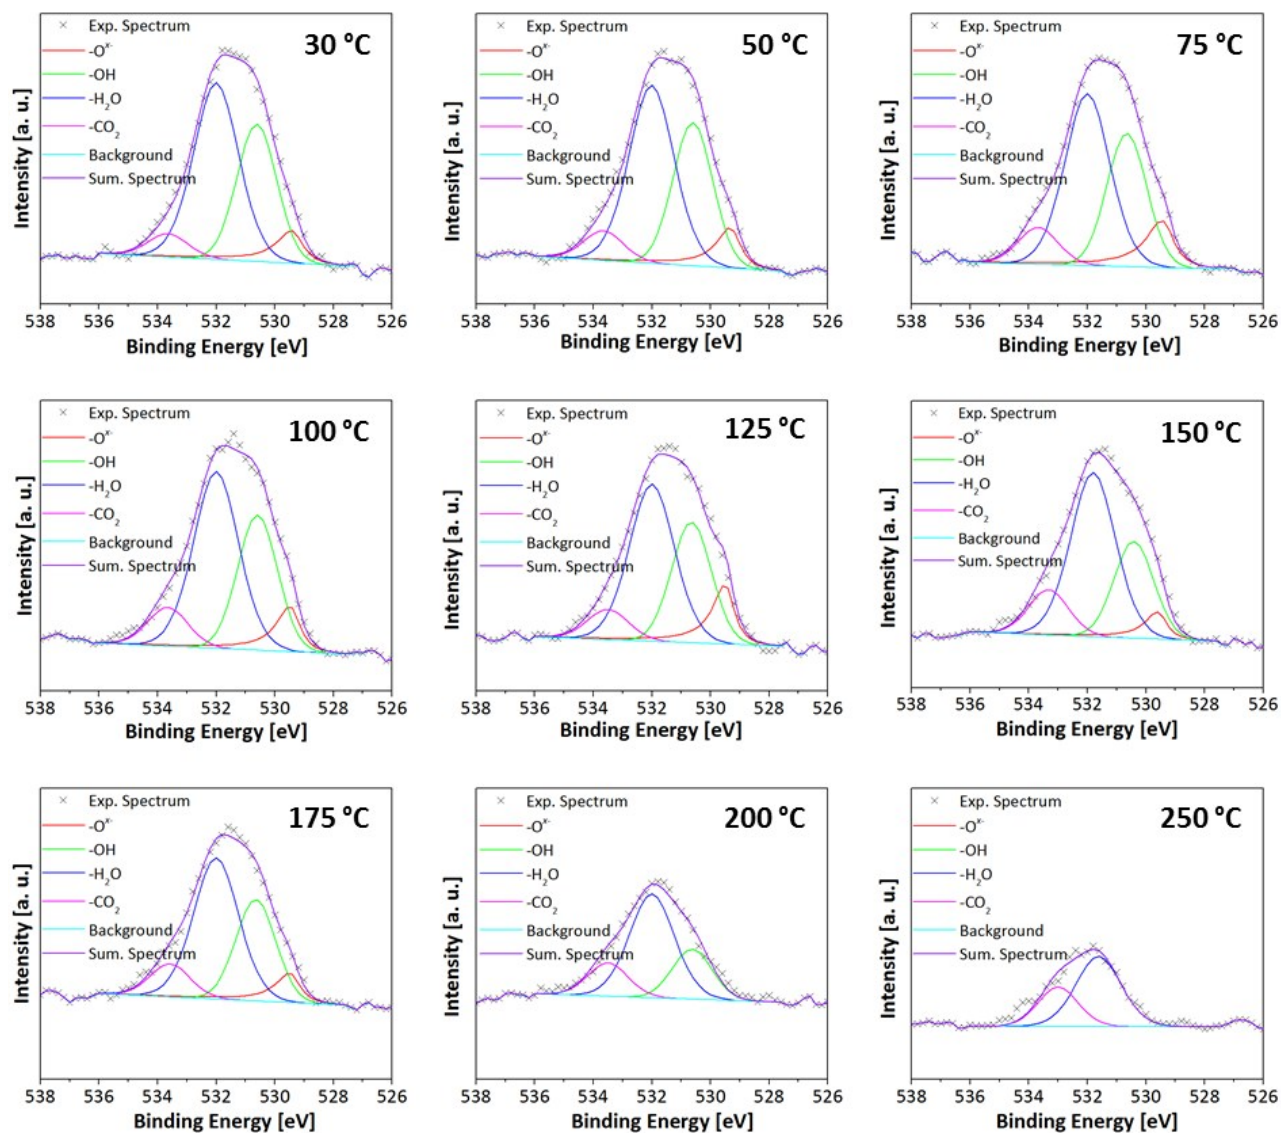 Exp. Spectrum
30 °C
-Oˣ⁻
-OH
-H₂O
-CO₂
Background
Sum. Spectrum
Intensity [a. u.]
538 536 534 532 530 528 526
Binding Energy [eV]
Exp. Spectrum
50 °C
-Oˣ⁻
-OH
-H₂O
-CO₂
Background
Sum. Spectrum
Intensity [a. u.]
538 536 534 532 530 528 526
Binding Energy [eV]
Exp. Spectrum
75 °C
-Oˣ⁻
-OH
-H₂O
-CO₂
Background
Sum. Spectrum
Intensity [a. u.]
538 536 534 532 530 528 526
Binding Energy [eV]
Exp. Spectrum
100 °C
-Oˣ⁻
-OH
-H₂O
-CO₂
Background
Sum. Spectrum
Intensity [a. u.]
538 536 534 532 530 528 526
Binding Energy [eV]
Exp. Spectrum
125 °C
-Oˣ⁻
-OH
-H₂O
-CO₂
Background
Sum. Spectrum
Intensity [a. u.]
538 536 534 532 530 528 526
Binding Energy [eV]
Exp. Spectrum
150 °C
-Oˣ⁻
-OH
-H₂O
-CO₂
Background
Sum. Spectrum
Intensity [a. u.]
538 536 534 532 530 528 526
Binding Energy [eV]
Exp. Spectrum
175 °C
-Oˣ⁻
-OH
-H₂O
-CO₂
Background
Sum. Spectrum
Intensity [a. u.]
538 536 534 532 530 528 526
Binding Energy [eV]
Exp. Spectrum
200 °C
-Oˣ⁻
-OH
-H₂O
-CO₂
Background
Sum. Spectrum
Intensity [a. u.]
538 536 534 532 530 528 526
Binding Energy [eV]
Exp. Spectrum
250 °C
-Oˣ⁻
-OH
-H₂O
-CO₂
Background
Sum. Spectrum
Intensity [a. u.]
538 536 534 532 530 528 526
Binding Energy [eV]